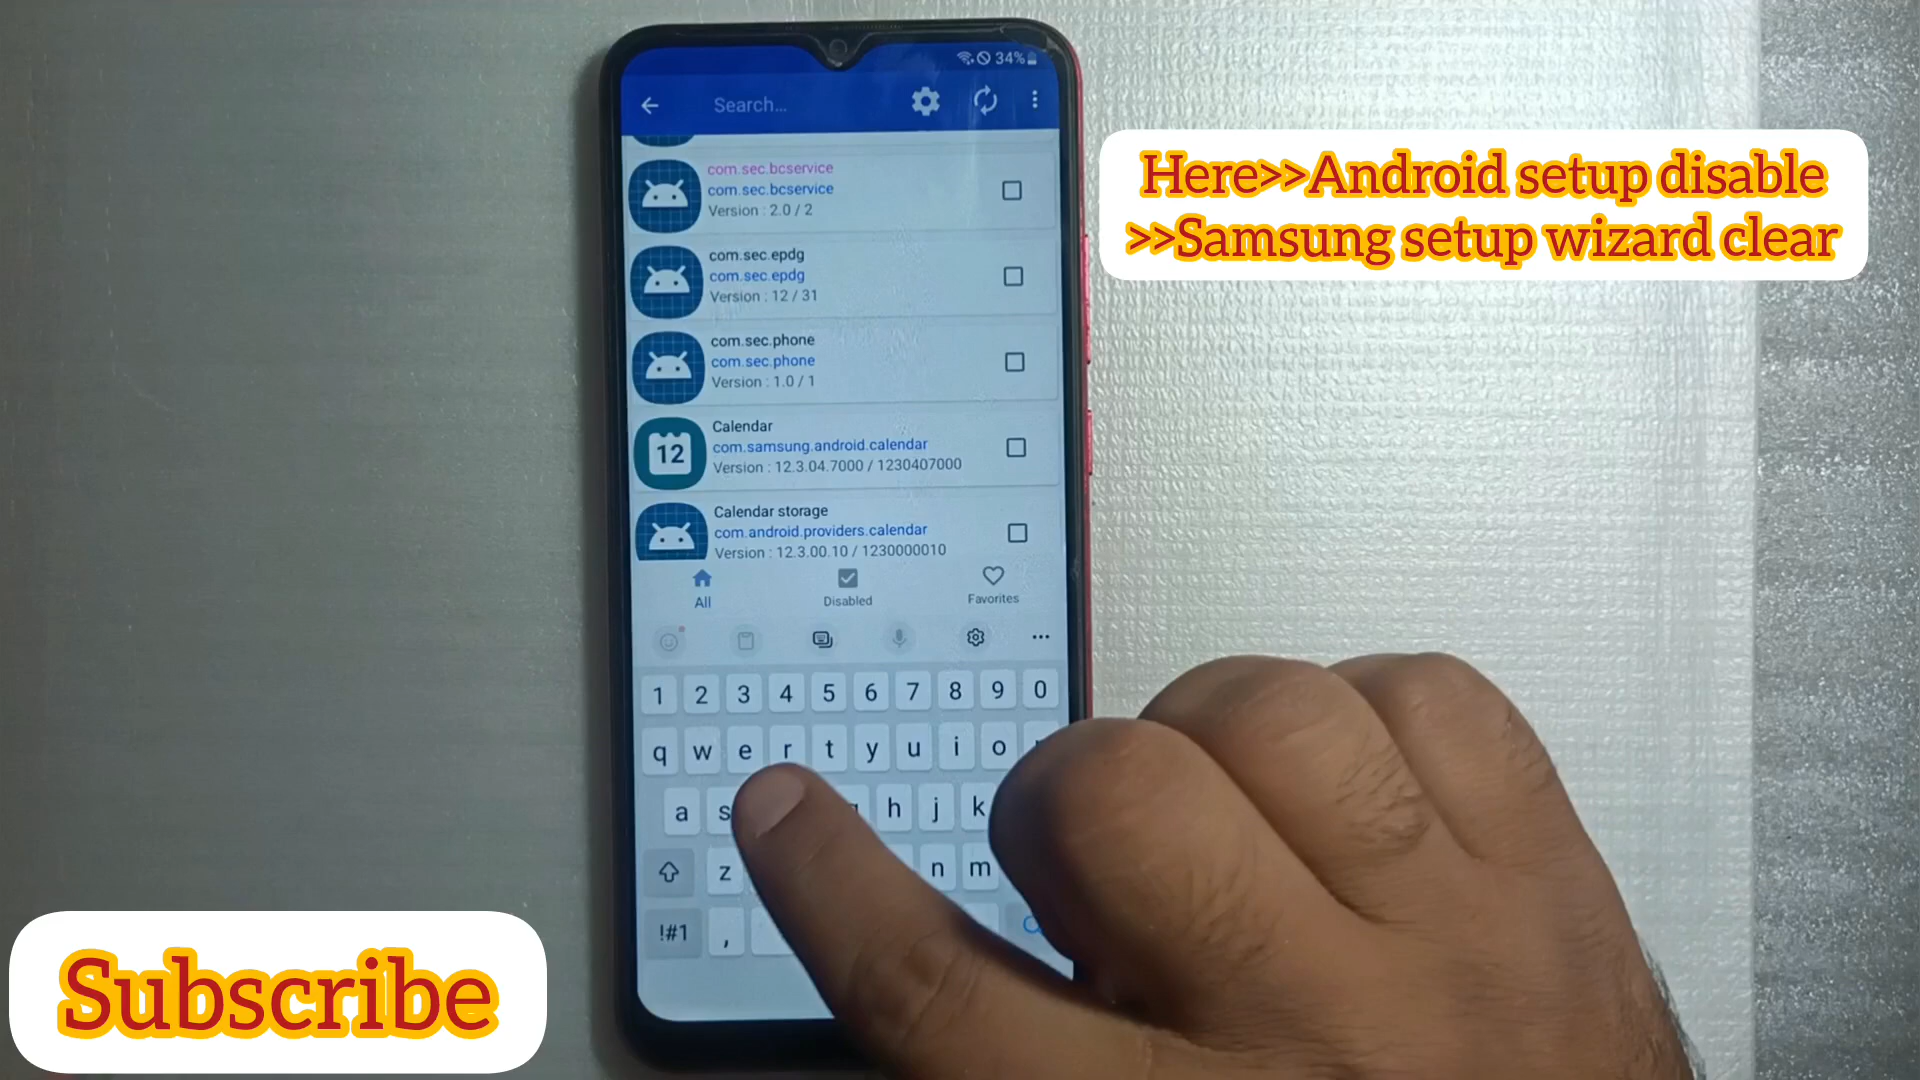 34%
Search...
com.sec.bcservice
com.sec.bcservice
Version : 2.0 / 2
com.sec.epdg
com.sec.epdg
Version : 12 / 31
com.sec.phone
com.sec.phone
Version : 1.0 / 1
12
Calendar
com.samsung.android.calendar
Version : 12.3.04.7000 / 1230407000
Calendar storage
com.android.providers.calendar
Version : 12.3.00.10 / 1230000010
All Disabled Favorites
1 2 3 4 5 6 7 8 9 0
q w e r t y u i o
a s h j k
z n m
!#1 ,
Here>>Android setup disable
>>Samsung setup wizard clear
Subscribe